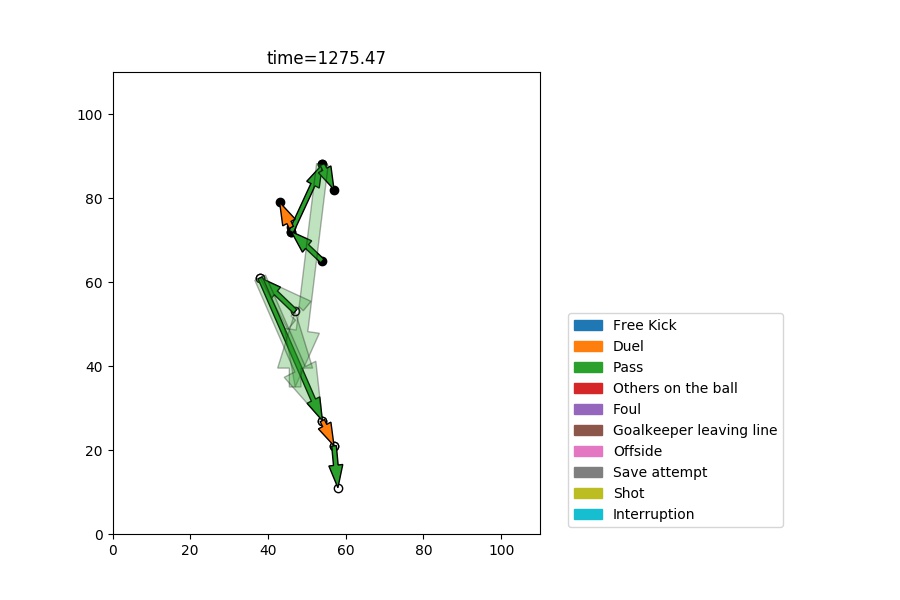 time=1275.47
100
80
60
40
20
0
0 20 40 60 80 100
Free Kick
Duel
Pass
Others on the ball
Foul
Goalkeeper leaving line
Offside
Save attempt
Shot
Interruption